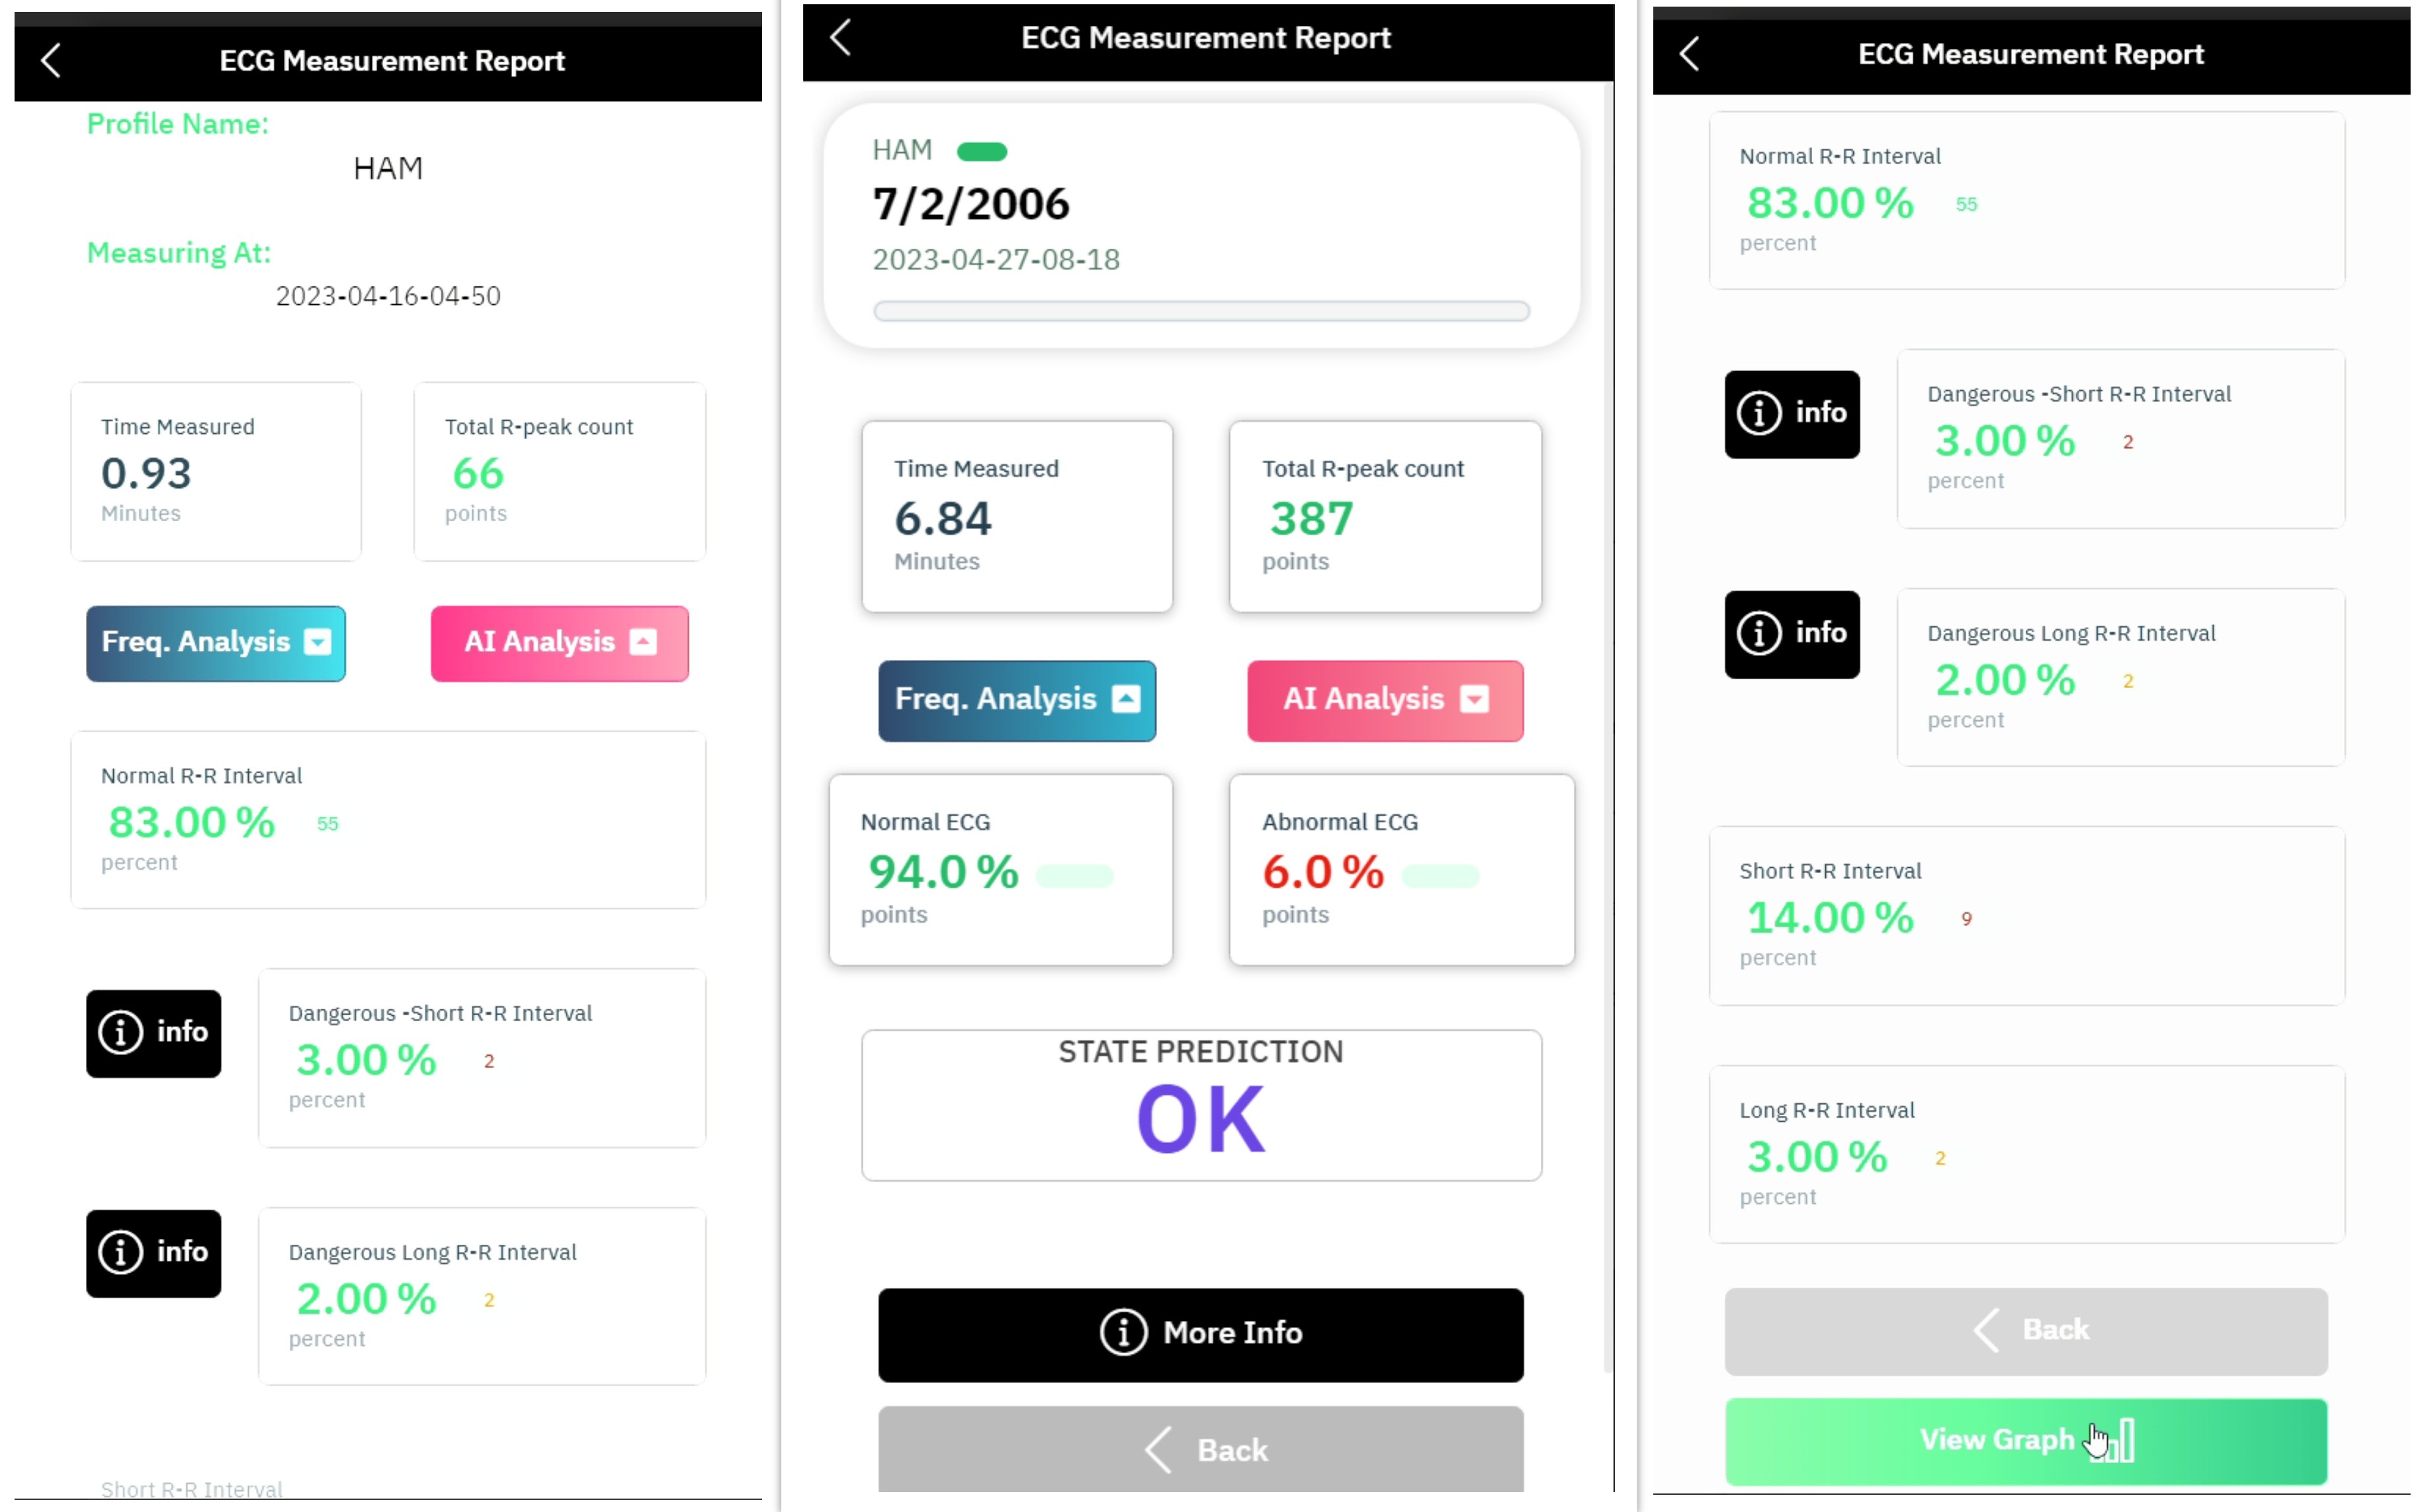 ECG Measurement Report
Profile Name:
HAM
Measuring At:
2023-04-16-04-50
Time Measured
0.93
Minutes
Total R-peak count
66
points
Freq. Analysis
AI Analysis
Normal R-R Interval
83.00 % 55
percent
info
Dangerous -Short R-R Interval
3.00 % 2
percent
info
Dangerous Long R-R Interval
2.00 % 2
percent
Short R-R Interval
ECG Measurement Report
HAM
7/2/2006
2023-04-27-08-18
Time Measured
6.84
Minutes
Total R-peak count
387
points
Freq. Analysis
AI Analysis
Normal ECG
94.0 %
points
Abnormal ECG
6.0 %
points
STATE PREDICTION
OK
More Info
Back
ECG Measurement Report
Normal R-R Interval
83.00 % 55
percent
info
Dangerous -Short R-R Interval
3.00 % 2
percent
info
Dangerous Long R-R Interval
2.00 % 2
percent
Short R-R Interval
14.00 % 9
percent
Long R-R Interval
3.00 % 2
percent
Back
View Graph